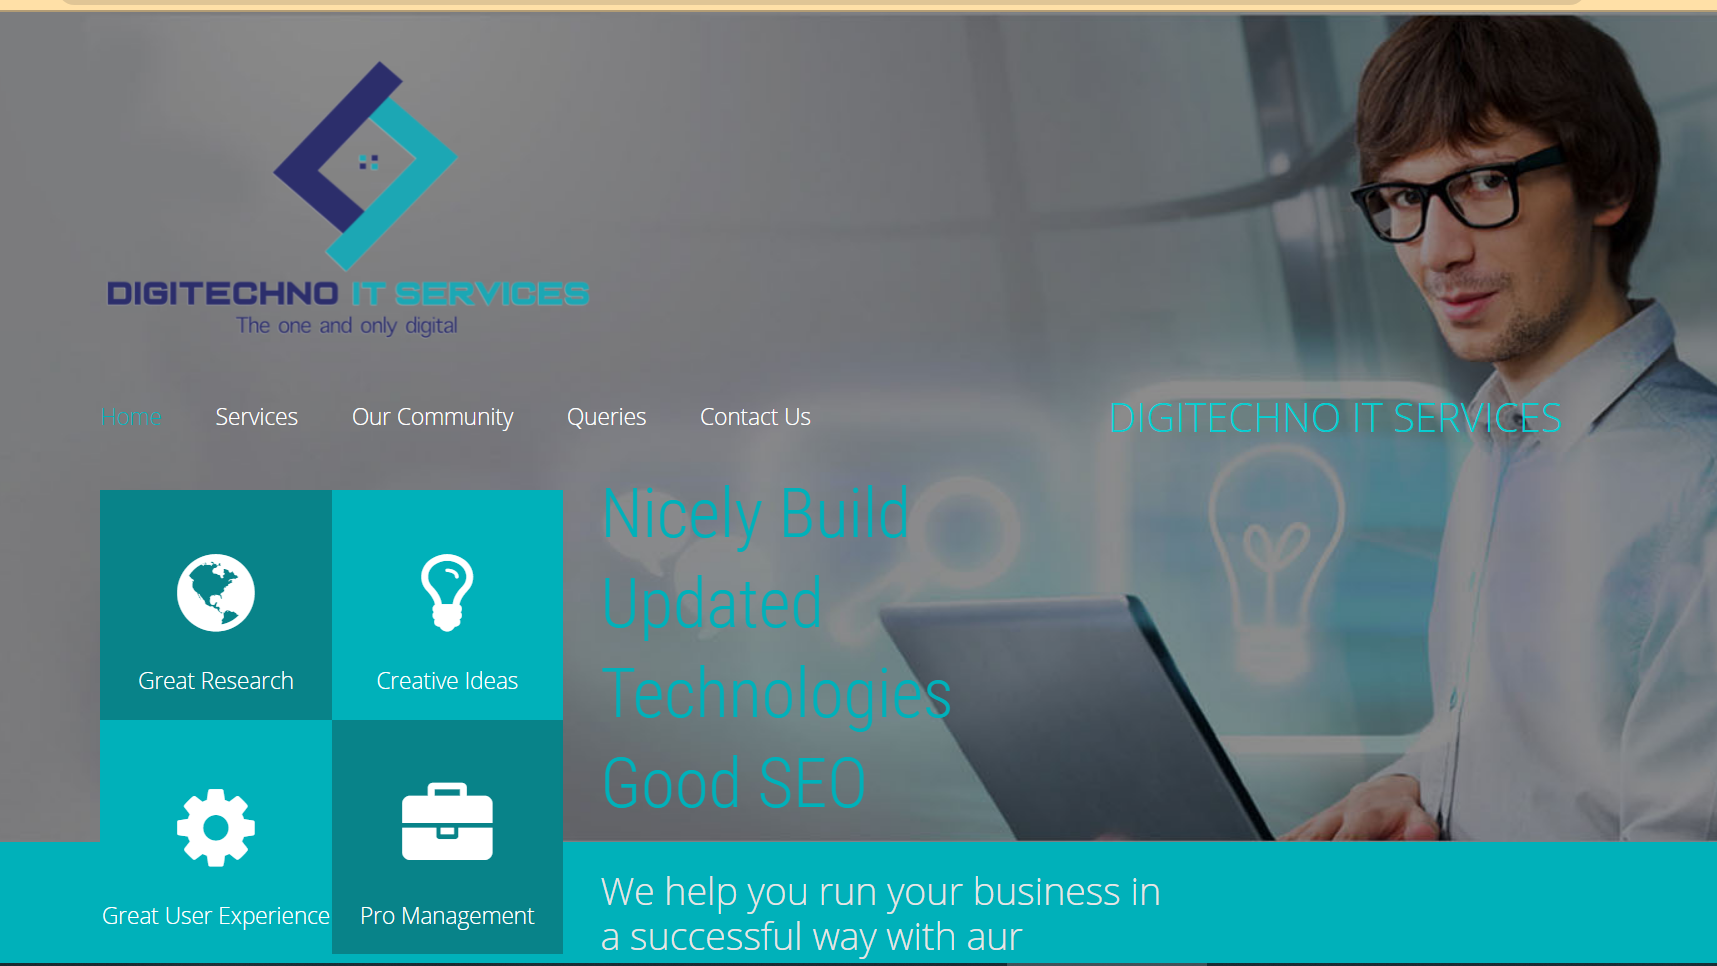 DIGITECHNO IT SERVICES
The one and only digital
Home Services Our Community Queries Contact Us
DIGITECHNO IT SERVICES
Nicely Build
Updated
Technologies
Good SEO
Great Research
Creative Ideas
Great User Experience
Pro Management
We help you run your business in
a successful way with aur